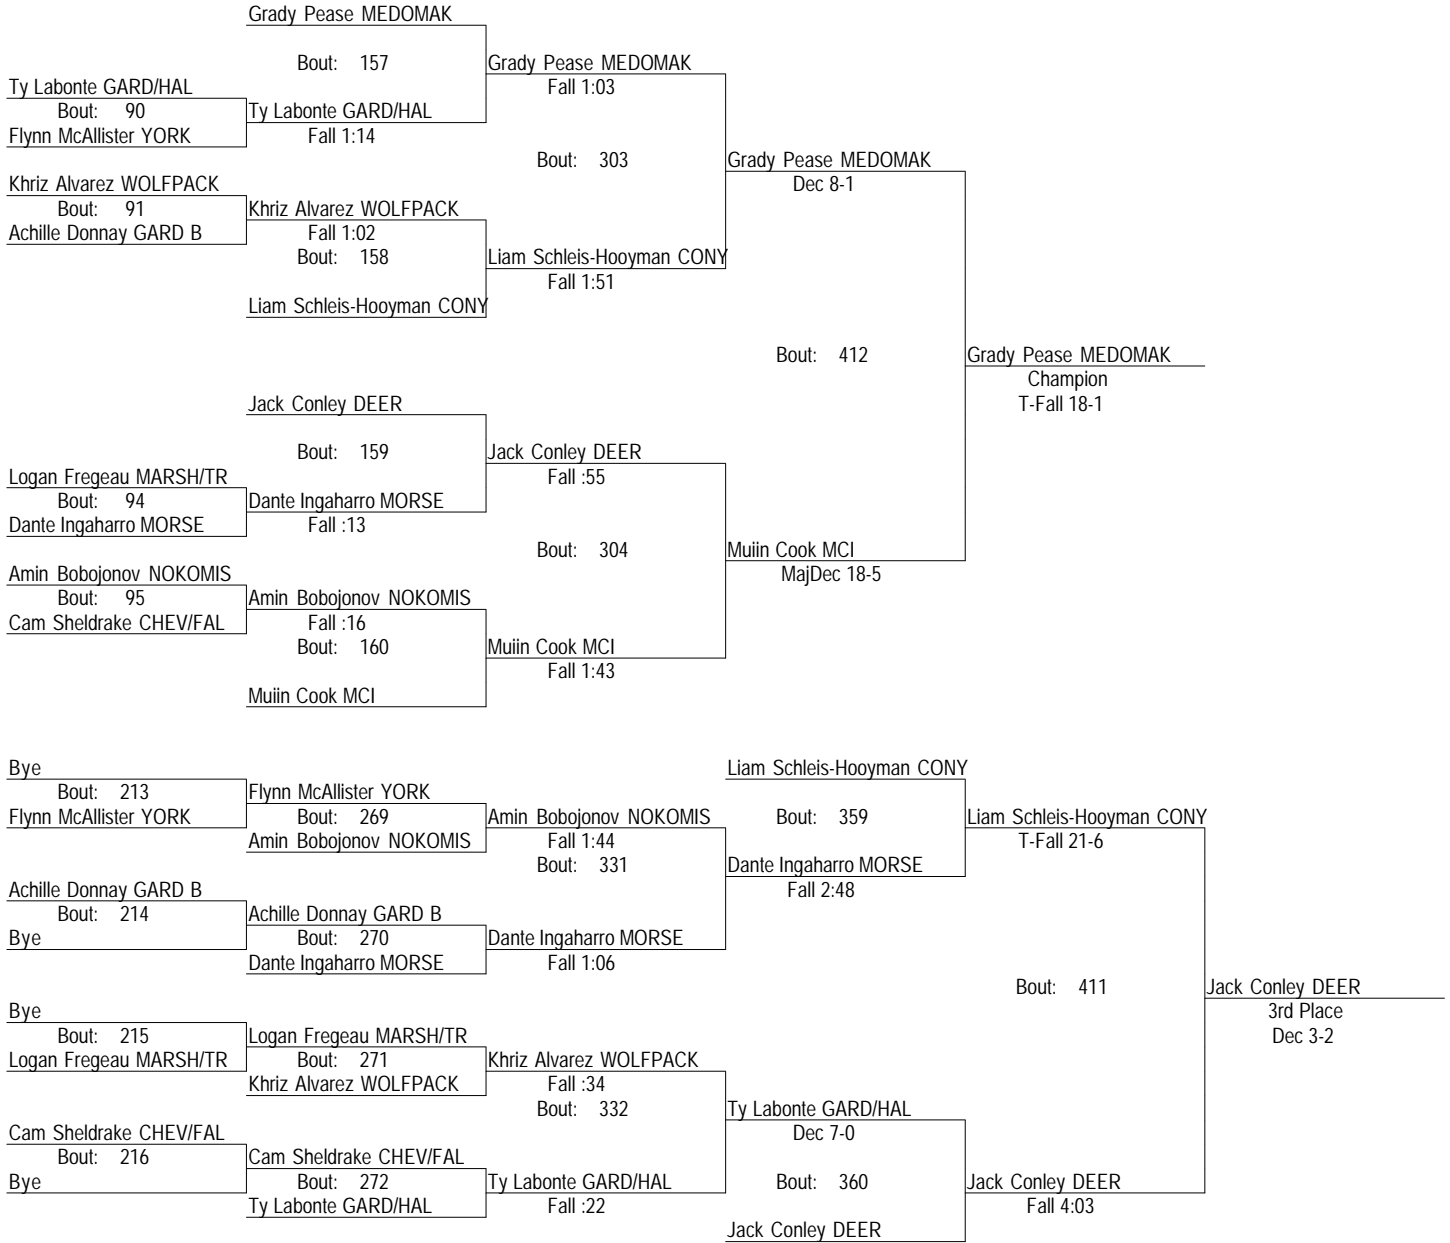 Grady Pease MEDOMAK
Bout: 157
Grady Pease MEDOMAK
Ty Labonte GARD/HAL
Fall 1:03
Bout: 90
Ty Labonte GARD/HAL
Flynn McAllister YORK
Fall 1:14
Bout: 303
Grady Pease MEDOMAK
Khriz Alvarez WOLFPACK
Dec 8-1
Bout: 91
Khriz Alvarez WOLFPACK
Achille Donnay GARD B
Fall 1:02
Bout: 158
Liam Schleis-Hooyman CONY
Fall 1:51
Liam Schleis-Hooyman CONY
Bout: 412
Grady Pease MEDOMAK
Champion
Jack Conley DEER
T-Fall 18-1
Bout: 159
Jack Conley DEER
Logan Fregeau MARSH/TR
Fall :55
Bout: 94
Dante Ingaharro MORSE
Dante Ingaharro MORSE
Fall :13
Bout: 304
Muiin Cook MCI
Amin Bobojonov NOKOMIS
MajDec 18-5
Bout: 95
Amin Bobojonov NOKOMIS
Cam Sheldrake CHEV/FAL
Fall :16
Bout: 160
Muiin Cook MCI
Fall 1:43
Muiin Cook MCI
Bye
Liam Schleis-Hooyman CONY
Bout: 213
Flynn McAllister YORK
Flynn McAllister YORK
Bout: 269
Amin Bobojonov NOKOMIS
Bout: 359
Liam Schleis-Hooyman CONY
Amin Bobojonov NOKOMIS
Fall 1:44
T-Fall 21-6
Bout: 331
Dante Ingaharro MORSE
Achille Donnay GARD B
Fall 2:48
Bout: 214
Achille Donnay GARD B
Bye
Bout: 270
Dante Ingaharro MORSE
Dante Ingaharro MORSE
Fall 1:06
Bout: 411
Jack Conley DEER
Bye
3rd Place
Bout: 215
Logan Fregeau MARSH/TR
Dec 3-2
Logan Fregeau MARSH/TR
Bout: 271
Khriz Alvarez WOLFPACK
Khriz Alvarez WOLFPACK
Fall :34
Bout: 332
Ty Labonte GARD/HAL
Cam Sheldrake CHEV/FAL
Dec 7-0
Bout: 216
Cam Sheldrake CHEV/FAL
Bye
Bout: 272
Ty Labonte GARD/HAL
Bout: 360
Jack Conley DEER
Ty Labonte GARD/HAL
Fall :22
Fall 4:03
Jack Conley DEER